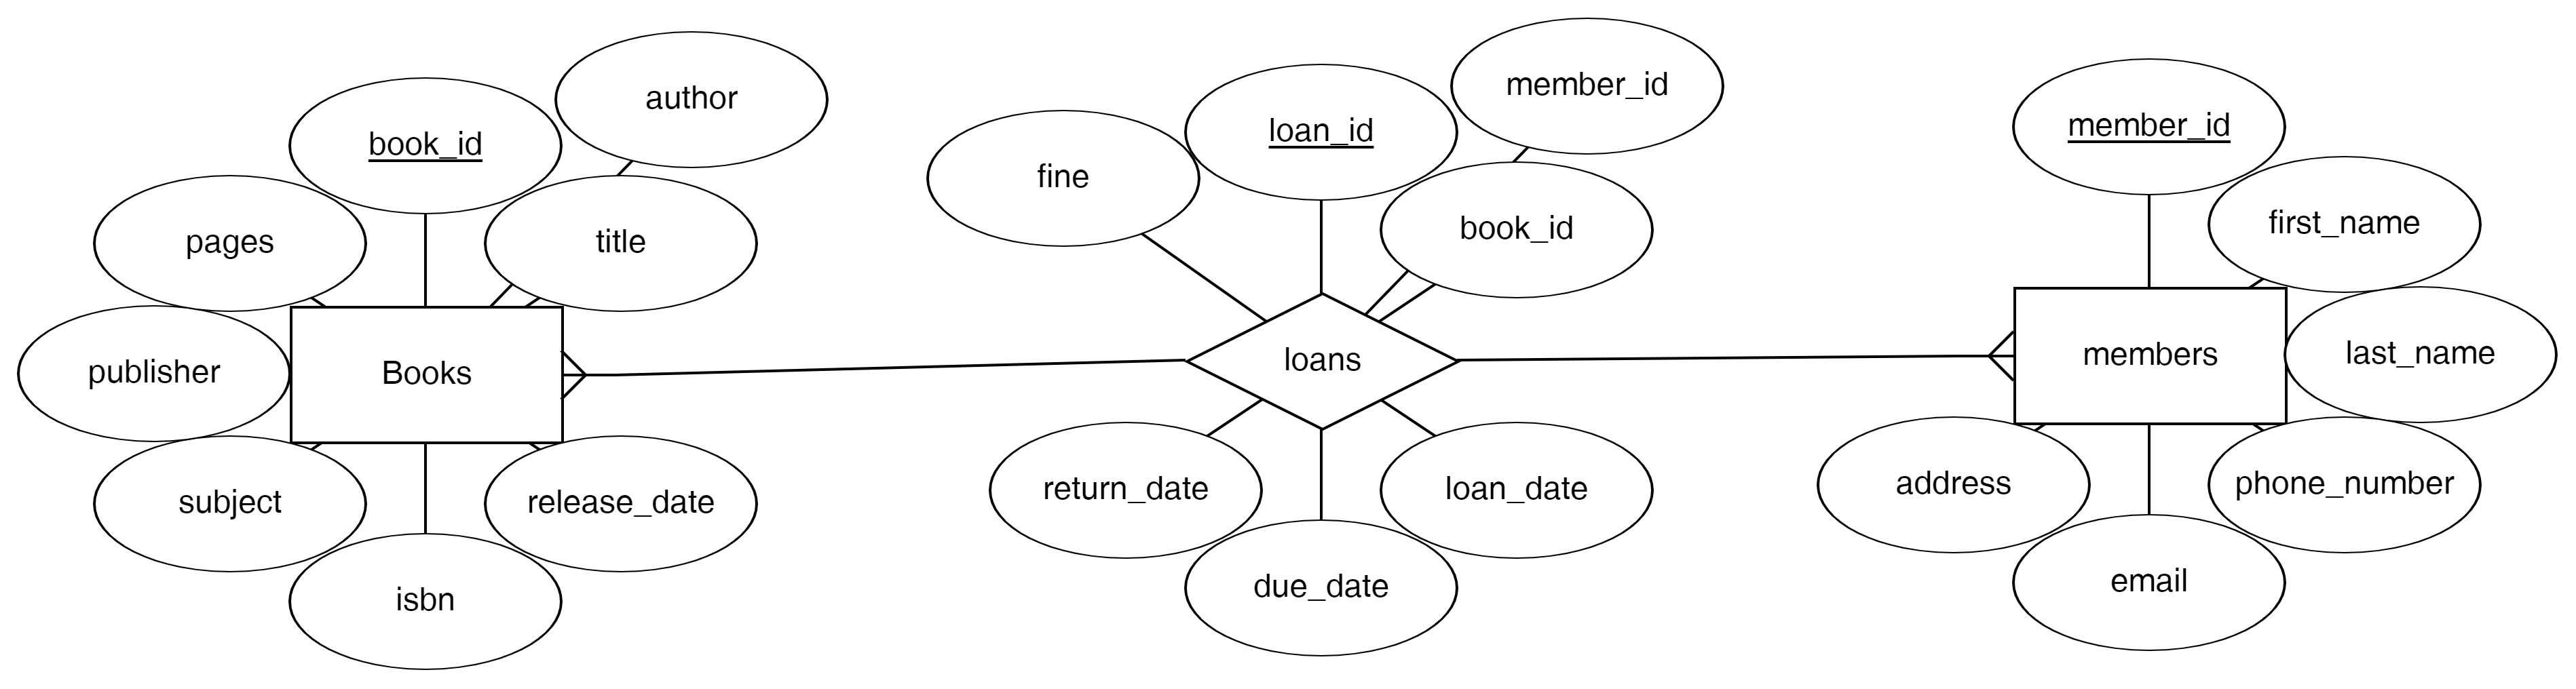 author
book_id
pages
title
publisher
Books
subject
release_date
isbn
member_id
loan_id
fine
book_id
loans
return_date
loan_date
due_date
member_id
first_name
members
last_name
address
phone_number
email